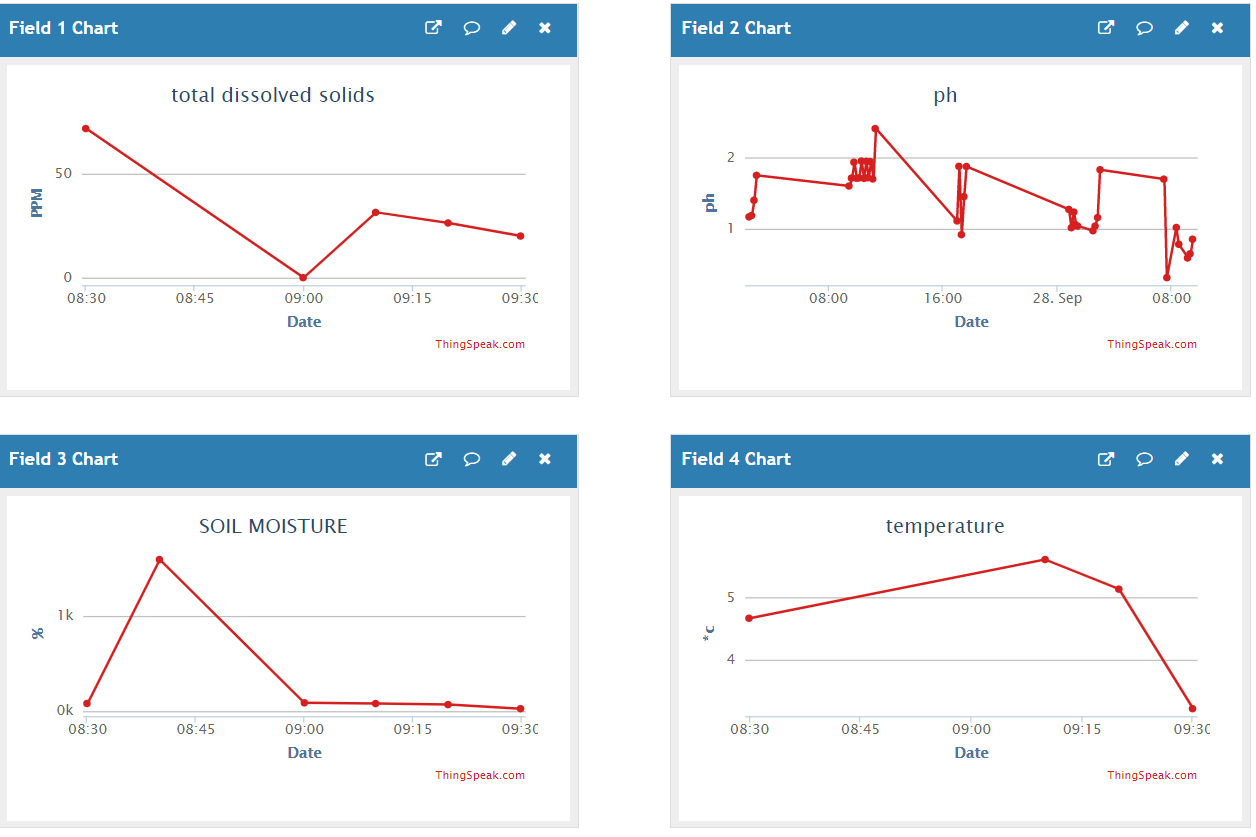 Field 1 Chart
total dissolved solids
PPM
50
0
08:30 08:45 09:00 09:15 09:30
Date
ThingSpeak.com
Field 2 Chart
ph
ph
2
1
08:00 16:00 28. Sep 08:00
Date
ThingSpeak.com
Field 3 Chart
SOIL MOISTURE
%
1k
0k
08:30 08:45 09:00 09:15 09:30
Date
ThingSpeak.com
Field 4 Chart
temperature
*c
5
4
08:30 08:45 09:00 09:15 09:30
Date
ThingSpeak.com